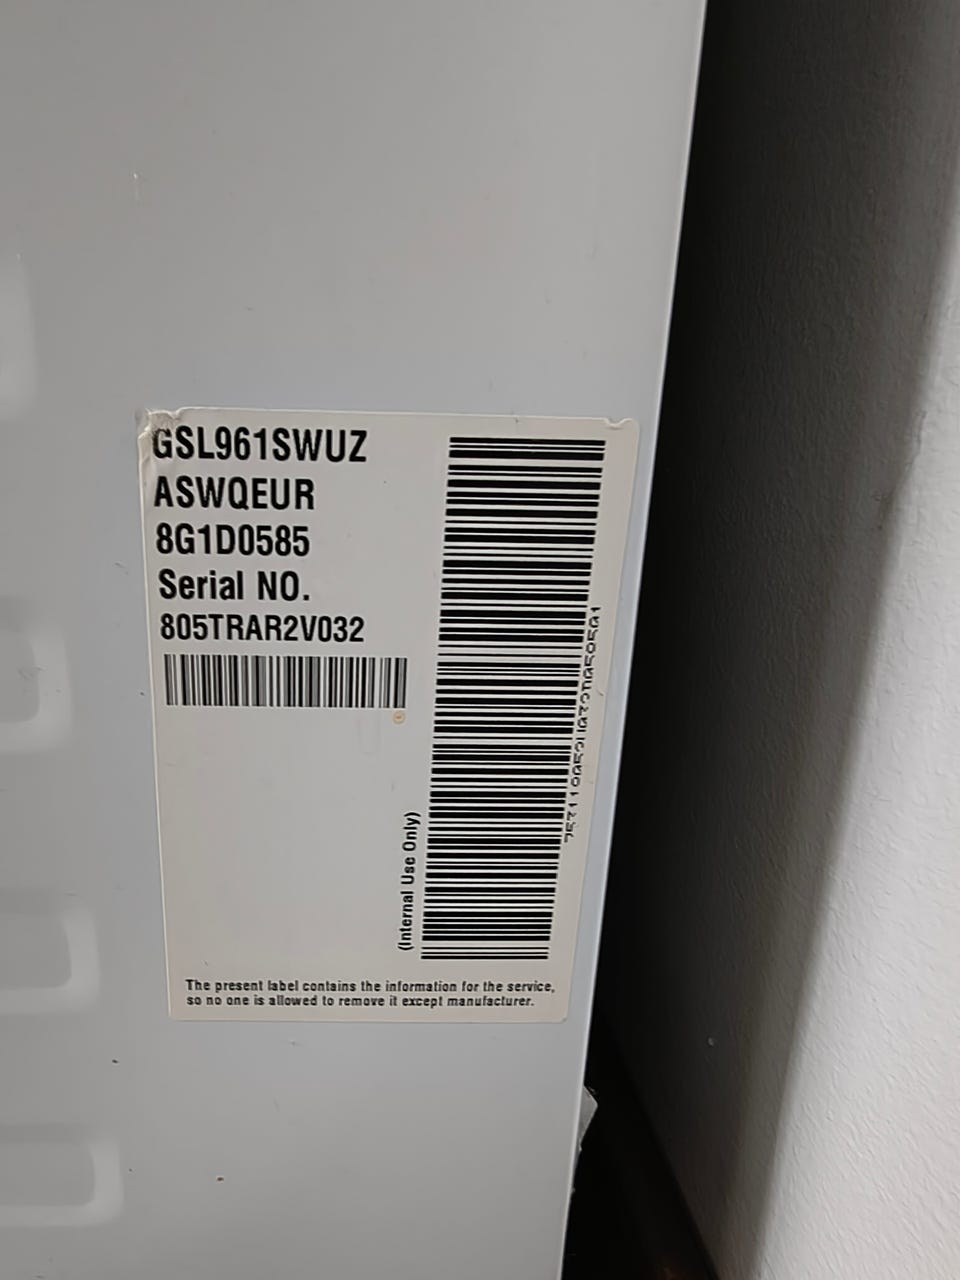 GSL961SWUZ
ASWQEUR
8G1D0585
Serial NO.
805TRAR2V032
(Internal Use Only)
The present label contains the information for the service,
so no one is allowed to remove it except manufacturer.